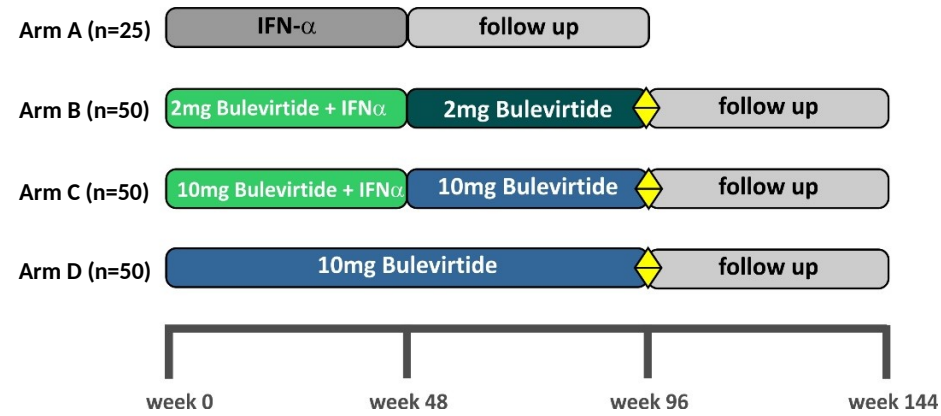 Arm A (n=25) IFN-α follow up
Arm B (n=50) 2mg Bulevirtide + IFNα 2mg Bulevirtide follow up
Arm C (n=50) 10mg Bulevirtide + IFNα 10mg Bulevirtide follow up
Arm D (n=50) 10mg Bulevirtide follow up
week 0 week 48 week 96 week 144